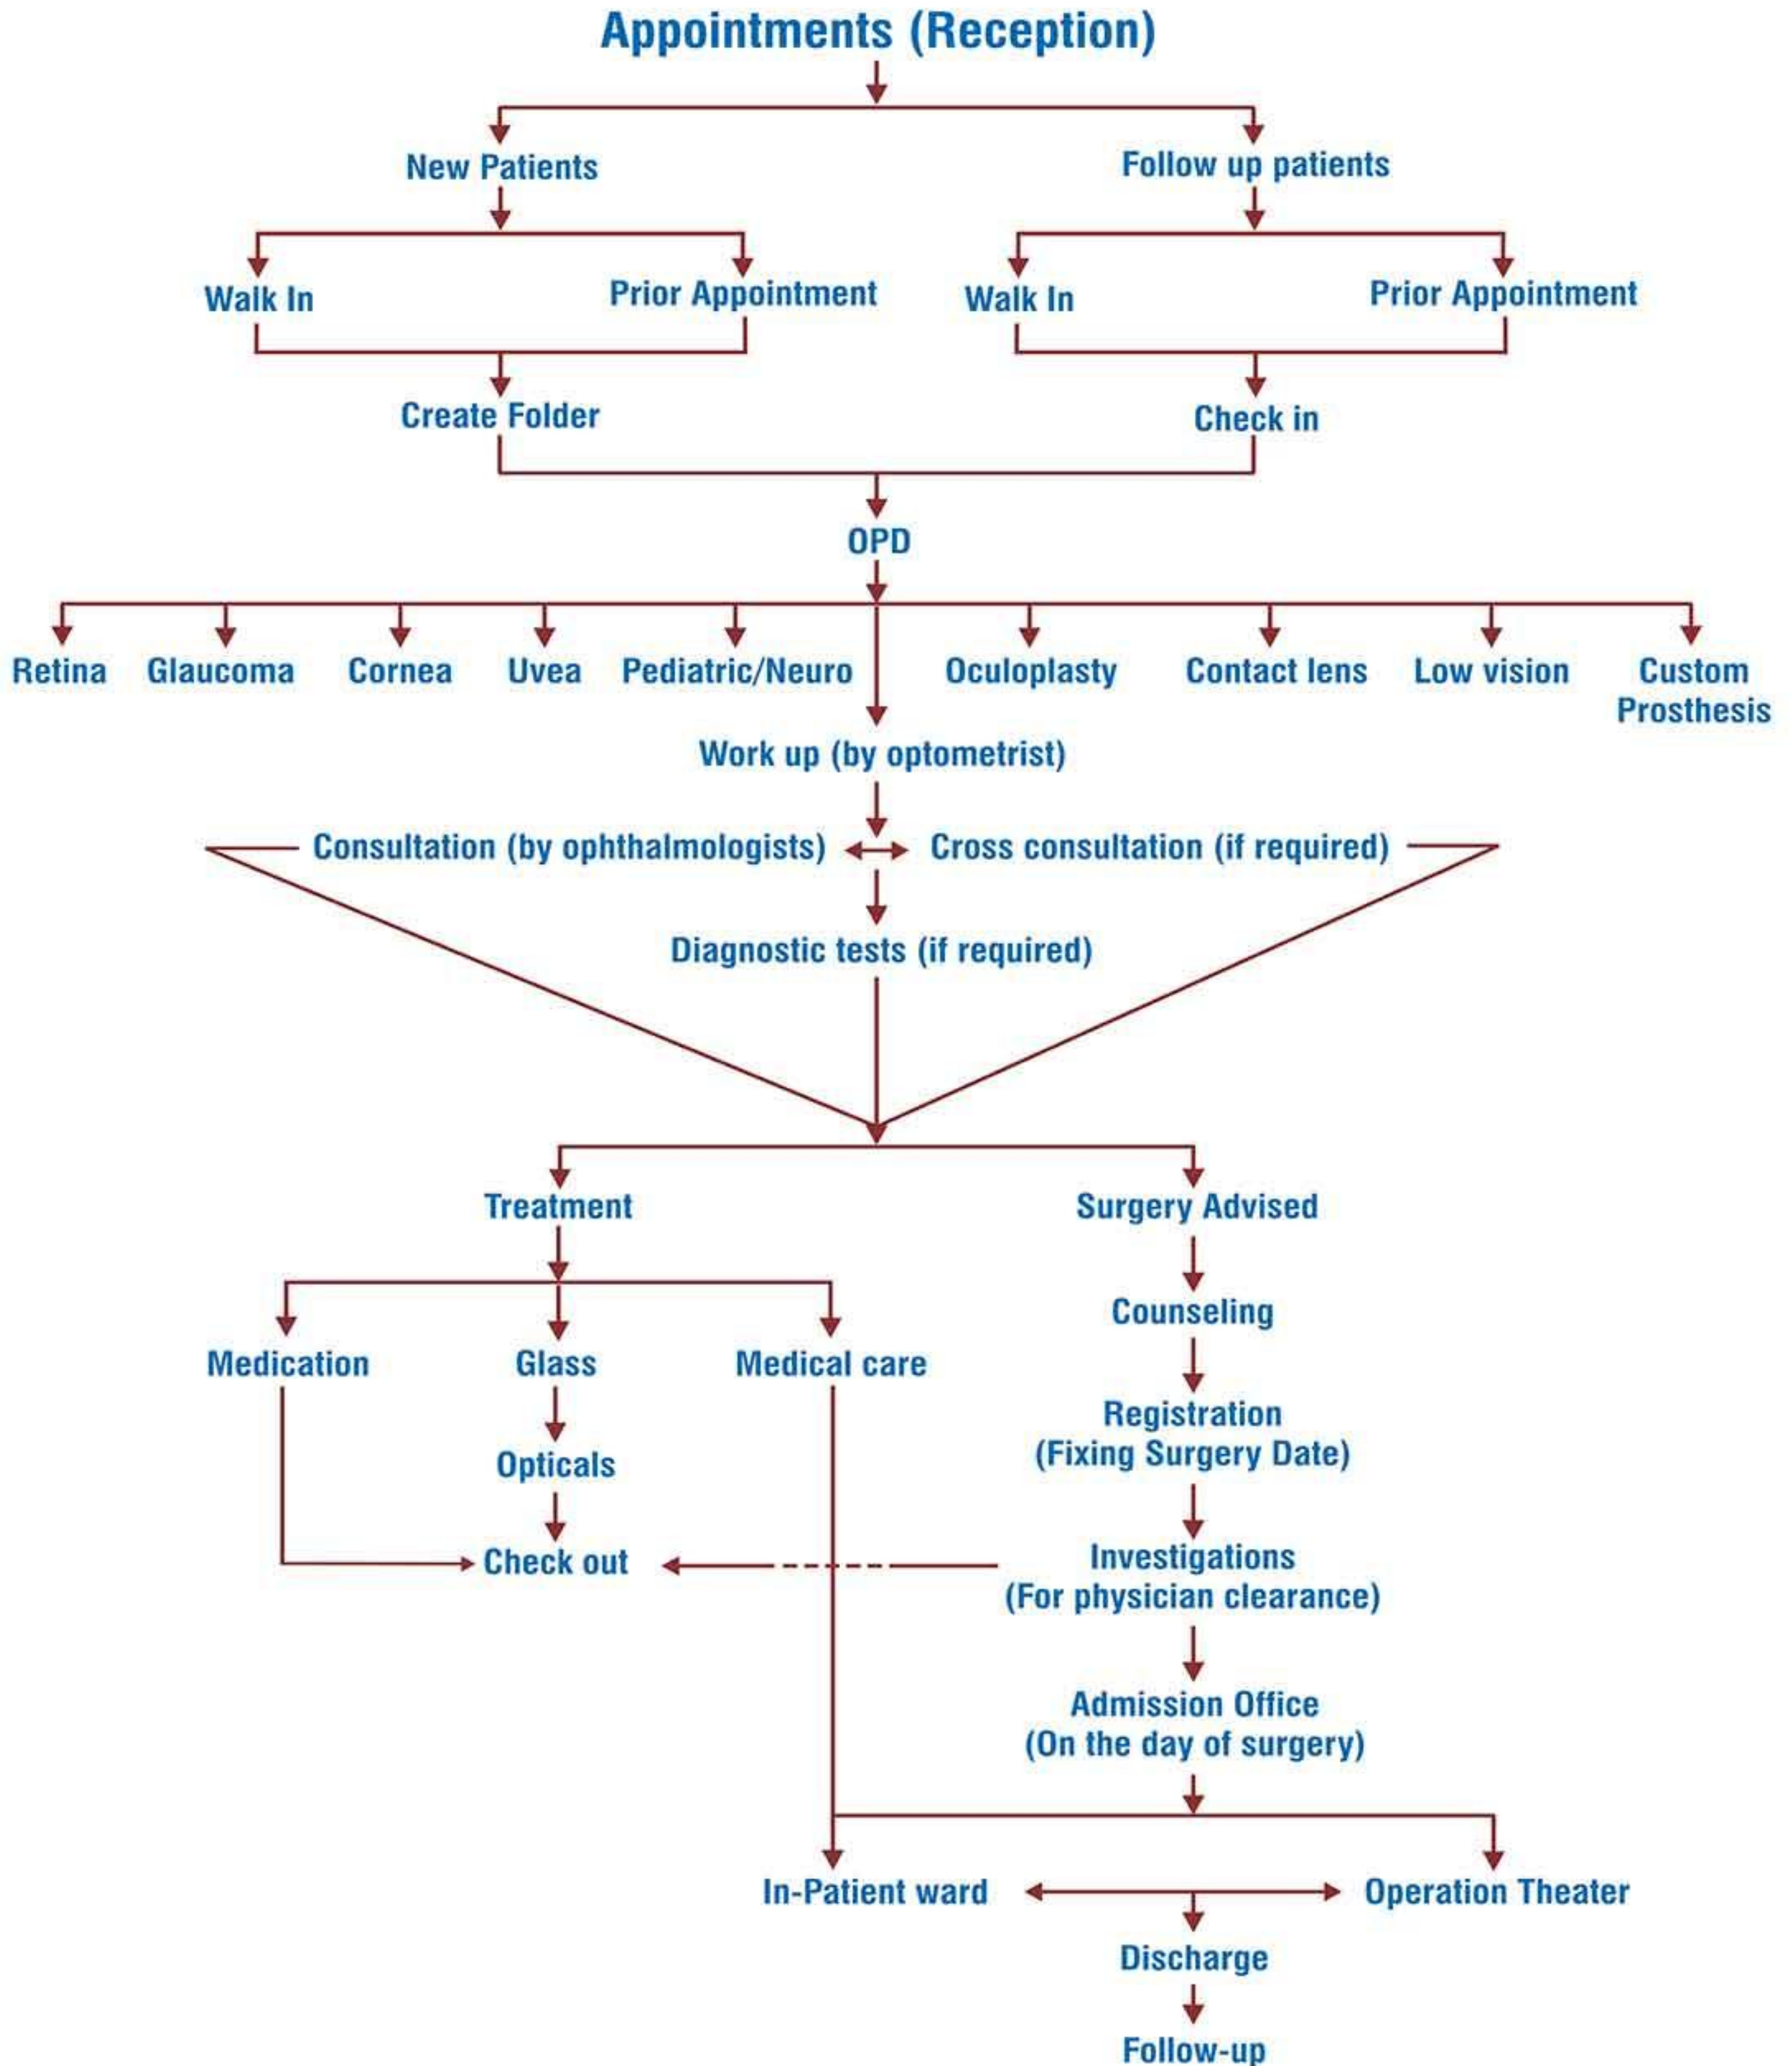 Appointments (Reception)
New Patients
Follow up patients
Walk In
Prior Appointment
Walk In
Prior Appointment
Create Folder
Check in
OPD
Retina
Glaucoma
Cornea
Uvea
Pediatric/Neuro
Oculoplasty
Contact lens
Low vision
Custom
Prosthesis
Work up (by optometrist)
Consultation (by ophthalmologists)
Cross consultation (if required)
Diagnostic tests (if required)
Treatment
Surgery Advised
Counseling
Medication
Glass
Medical care
Registration
(Fixing Surgery Date)
Opticals
Check out
Investigations
(For physician clearance)
Admission Office
(On the day of surgery)
In-Patient ward
Operation Theater
Discharge
Follow-up